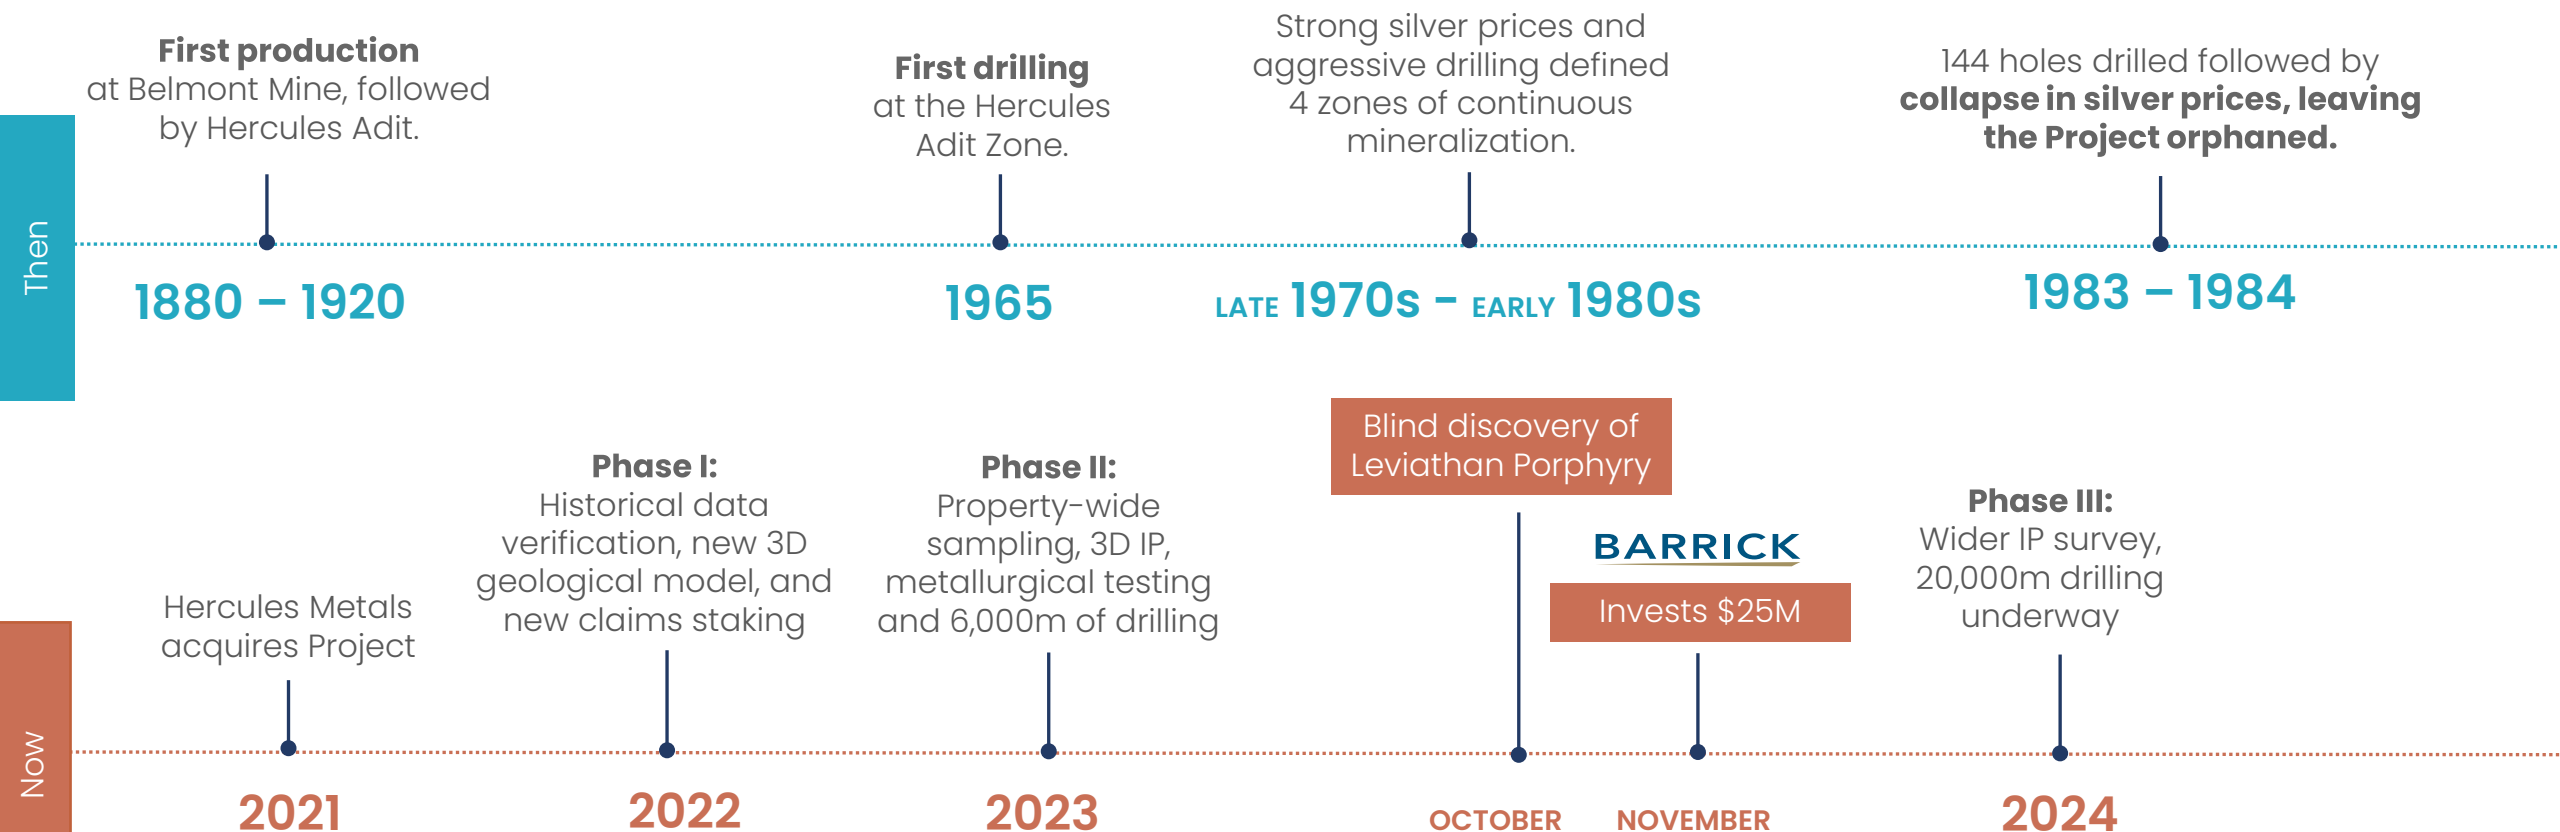 Then
First production
at Belmont Mine, followed
by Hercules Adit.
1880 – 1920
First drilling
at the Hercules
Adit Zone.
1965
Strong silver prices and
aggressive drilling defined
4 zones of continuous
mineralization.
LATE 1970s - EARLY 1980s
144 holes drilled followed by
collapse in silver prices, leaving
the Project orphaned.
1983 – 1984
Now
Hercules Metals
acquires Project
2021
Phase I:
Historical data
verification, new 3D
geological model, and
new claims staking
2022
Phase II:
Property-wide
sampling, 3D IP,
metallurgical testing
and 6,000m of drilling
2023
Blind discovery of
Leviathan Porphyry
OCTOBER
BARRICK
Invests $25M
NOVEMBER
Phase III:
Wider IP survey,
20,000m drilling
underway
2024